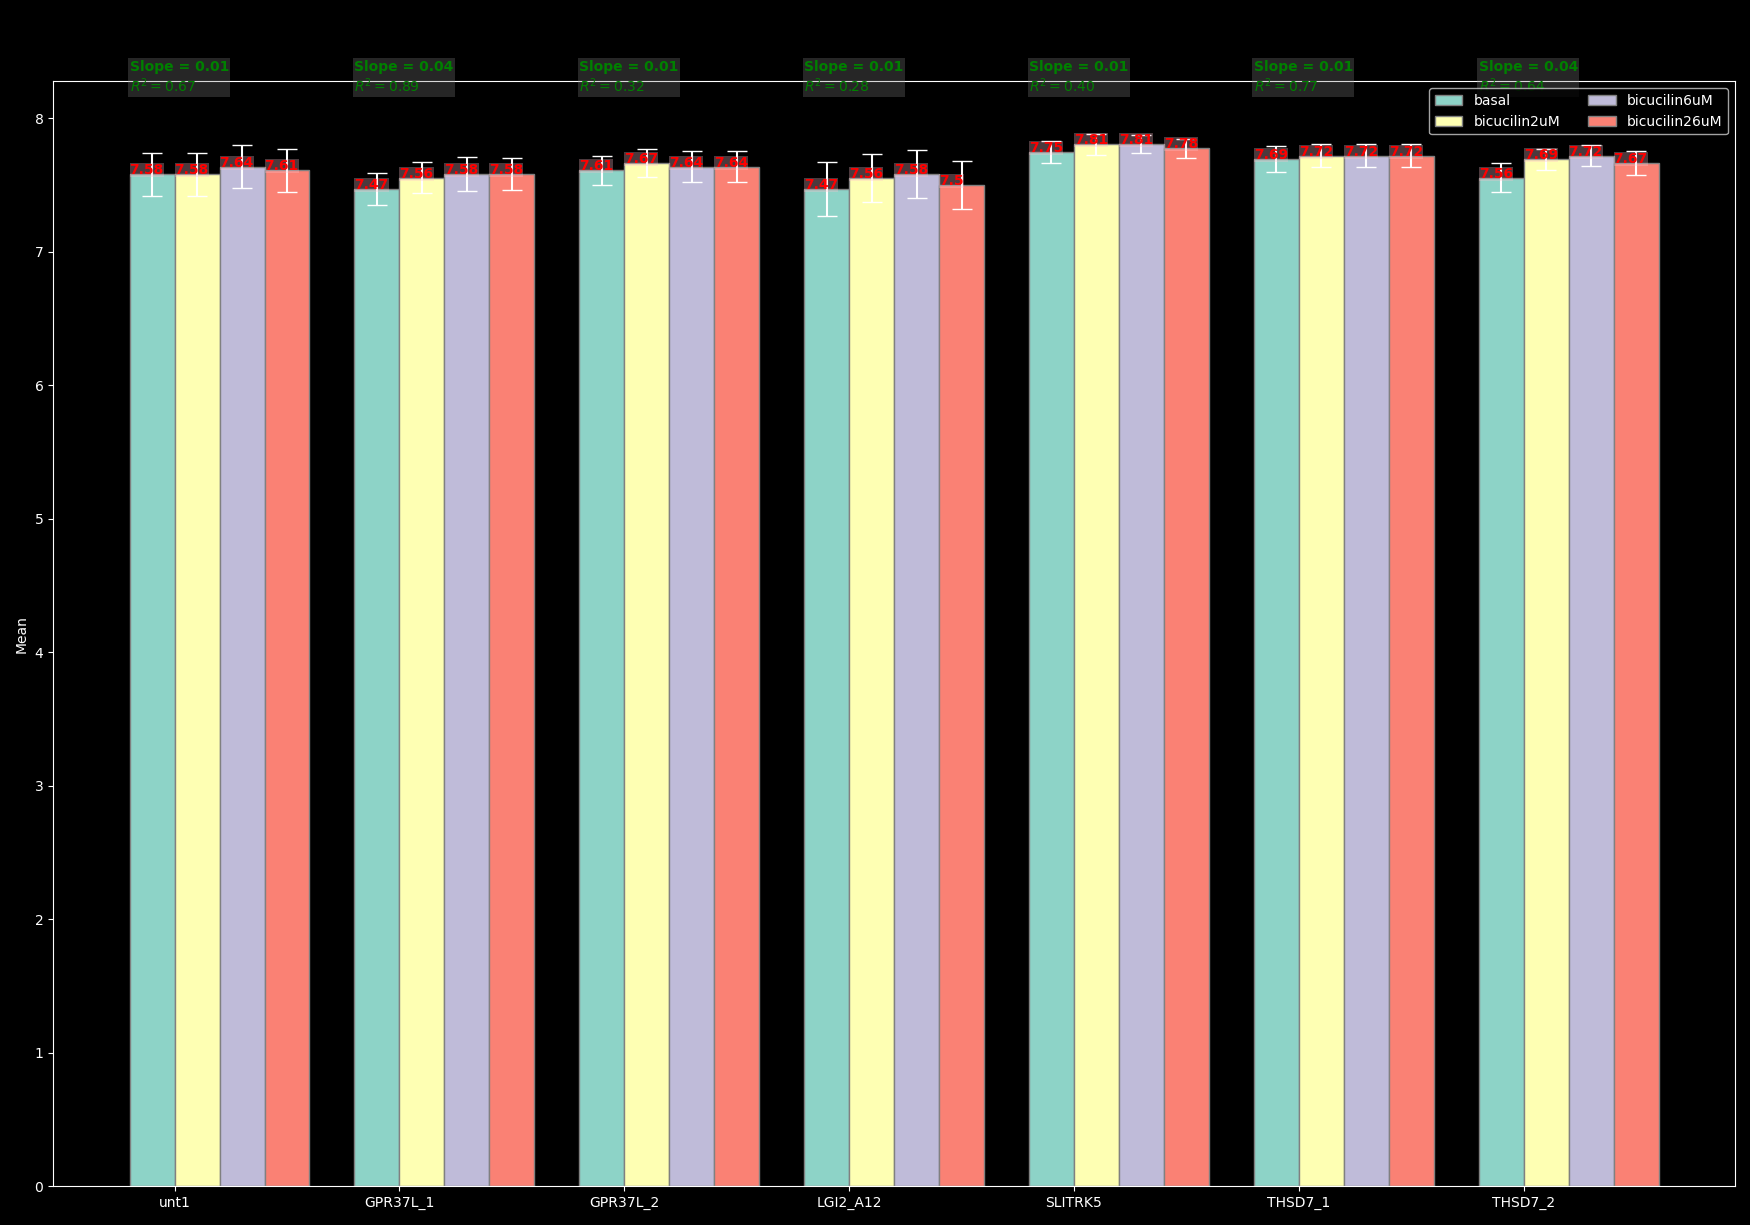 Slope = 0.01 Slope = 0.04 Slope = 0.01 Slope = 0.01 Slope = 0.01 Slope = 0.01 Slope = 0.04
R² = 0.67 R² = 0.89 R² = 0.32 R² = 0.28 R² = 0.40 R² = 0.77 R² = 0.64
basal bicucilin6uM
bicucilin2uM bicucilin26uM
7.58 7.58 7.64 7.61 7.47 7.56 7.58 7.58 7.61 7.67 7.64 7.64 7.47 7.56 7.58 7.5 7.75 7.81 7.81 7.78 7.69 7.72 7.72 7.72 7.56 7.69 7.72 7.67
8
7
6
5
4
3
2
1
0
Mean
unt1 GPR37L_1 GPR37L_2 LGI2_A12 SLITRK5 THSD7_1 THSD7_2